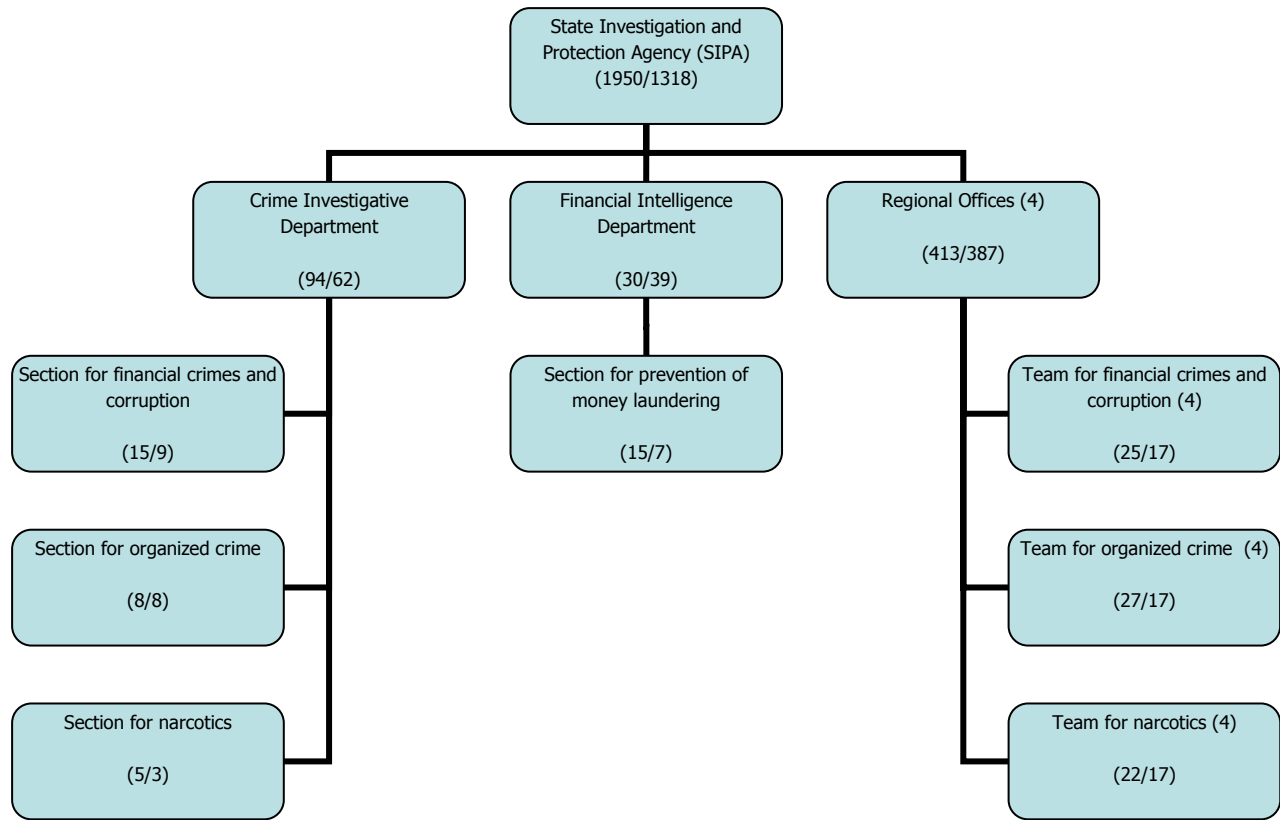 State Investigation and
Protection Agency (SIPA)
(1950/1318)
Crime Investigative
Department
(94/62)
Financial Intelligence
Department
(30/39)
Regional Offices (4)
(413/387)
Section for financial crimes and
corruption
(15/9)
Section for prevention of
money laundering
(15/7)
Team for financial crimes and
corruption (4)
(25/17)
Section for organized crime
(8/8)
Team for organized crime (4)
(27/17)
Section for narcotics
(5/3)
Team for narcotics (4)
(22/17)